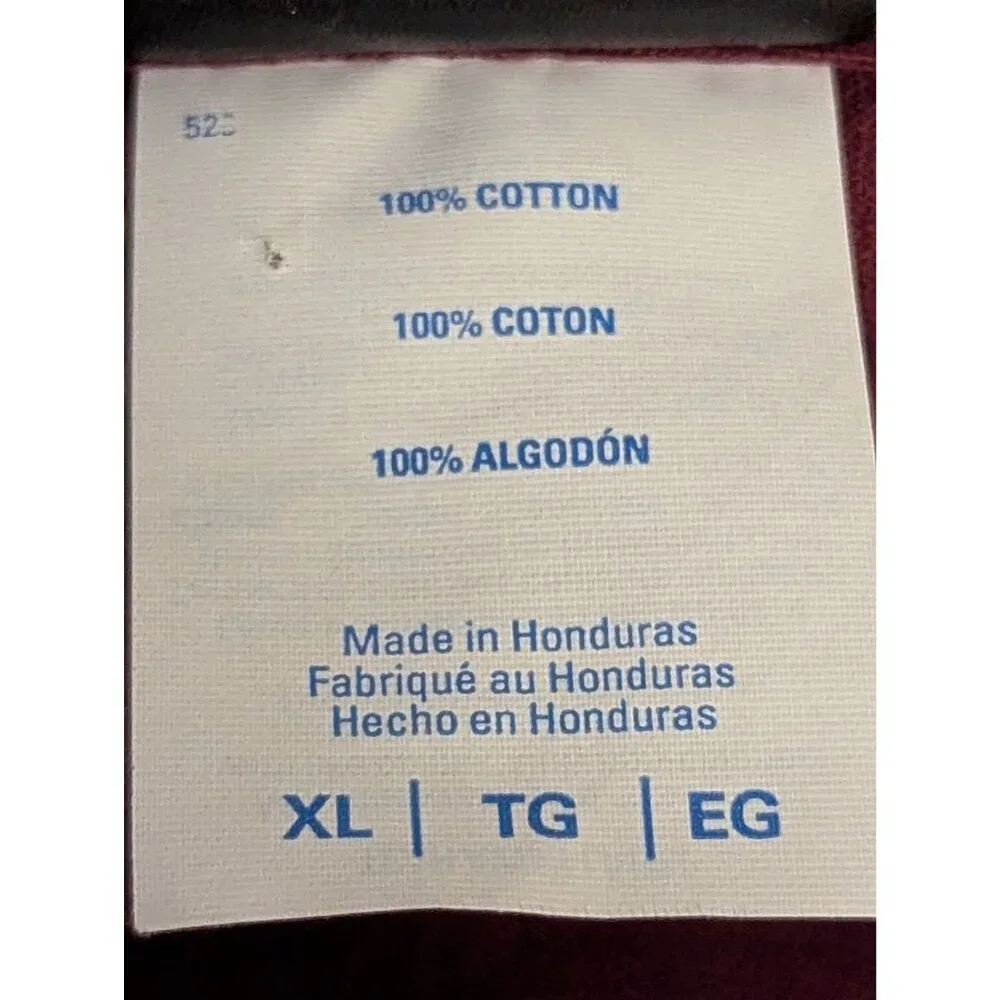 100% COTTON
100% COTON
100% ALGODÓN
Made in Honduras
Fabriqué au Honduras
Hecho en Honduras
XL | TG | EG